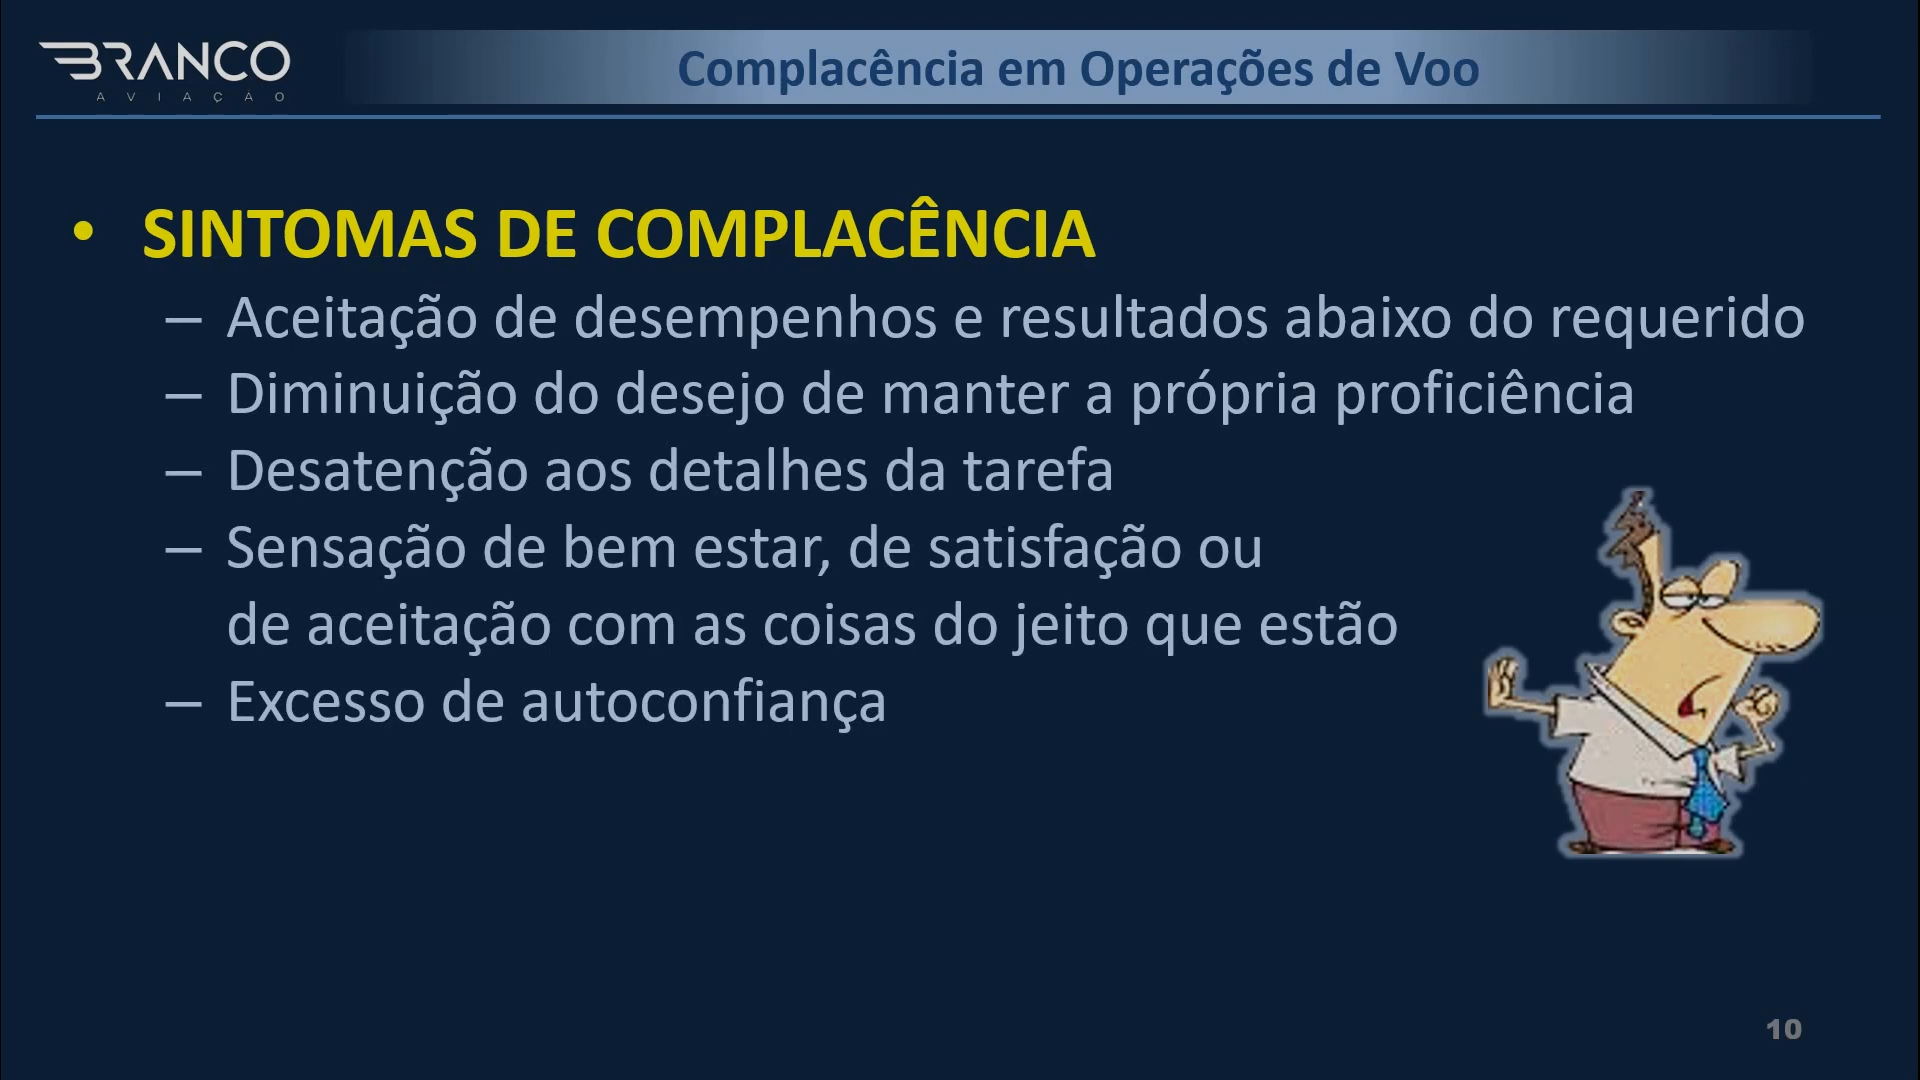 BRANCO
AVIAÇÃO
Complacência em Operações de Voo
• SINTOMAS DE COMPLACÊNCIA
– Aceitação de desempenhos e resultados abaixo do requerido
– Diminuição do desejo de manter a própria proficiência
– Desatenção aos detalhes da tarefa
– Sensação de bem estar, de satisfação ou
de aceitação com as coisas do jeito que estão
– Excesso de autoconfiança
10